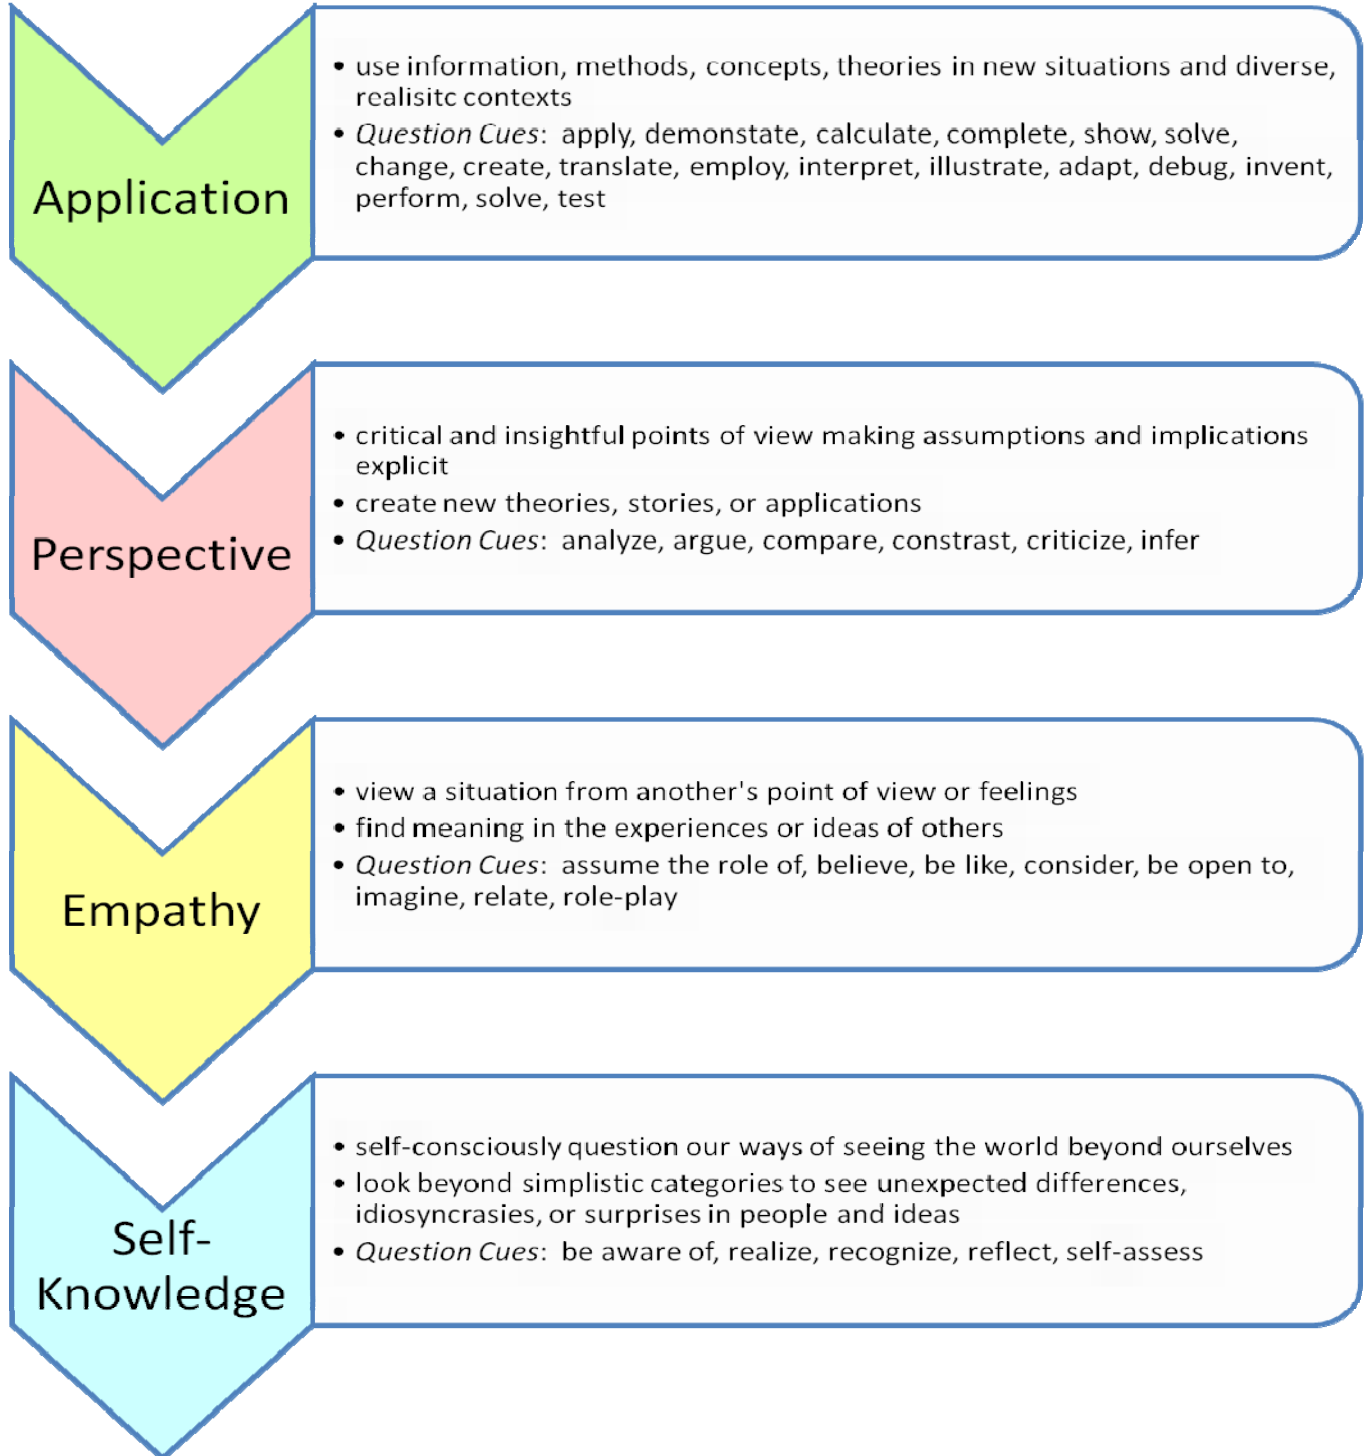 Application
• use information, methods, concepts, theories in new situations and diverse,
realisitc contexts
• Question Cues:  apply, demonstate, calculate, complete, show, solve,
change, create, translate, employ, interpret, illustrate, adapt, debug, invent,
perform, solve, test
Perspective
• critical and insightful points of view making assumptions and implications
explicit
• create new theories, stories, or applications
• Question Cues:  analyze, argue, compare, constrast, criticize, infer
Empathy
• view a situation from another's point of view or feelings
• find meaning in the experiences or ideas of others
• Question Cues:  assume the role of, believe, be like, consider, be open to,
imagine, relate, role-play
Self-
Knowledge
• self-consciously question our ways of seeing the world beyond ourselves
• look beyond simplistic categories to see unexpected differences,
idiosyncrasies, or surprises in people and ideas
• Question Cues:  be aware of, realize, recognize, reflect, self-assess